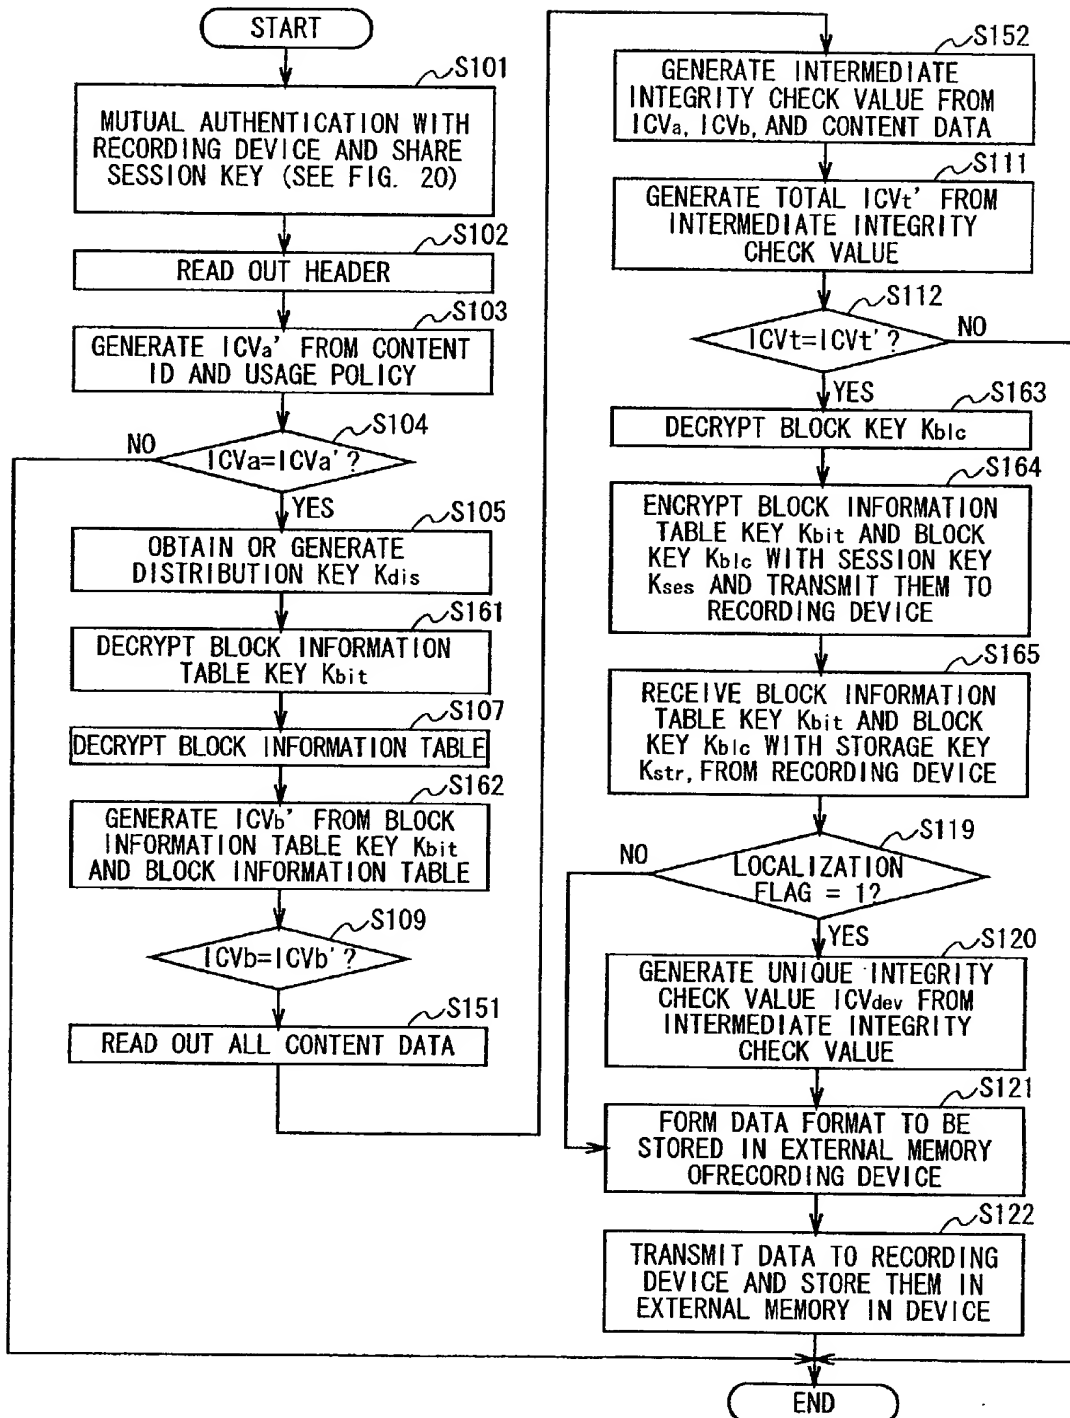 START
S101
MUTUAL AUTHENTICATION WITH
RECORDING DEVICE AND SHARE
SESSION KEY (SEE FIG. 20)
S102
READ OUT HEADER
S103
GENERATE ICVa' FROM CONTENT
ID AND USAGE POLICY
S104
NO
ICVa=ICVa'?
YES
S105
OBTAIN OR GENERATE
DISTRIBUTION KEY Kdis
S161
DECRYPT BLOCK INFORMATION
TABLE KEY Kbit
S107
DECRYPT BLOCK INFORMATION TABLE
S162
GENERATE ICVb' FROM BLOCK
INFORMATION TABLE KEY Kbit
AND BLOCK INFORMATION TABLE
S109
ICVb=ICVb'?
S151
READ OUT ALL CONTENT DATA
S152
GENERATE INTERMEDIATE
INTEGRITY CHECK VALUE FROM
ICVa, ICVb, AND CONTENT DATA
S111
GENERATE TOTAL ICVt' FROM
INTERMEDIATE INTEGRITY
CHECK VALUE
S112
ICVt=ICVt'?
NO
YES
S163
DECRYPT BLOCK KEY Kblc
S164
ENCRYPT BLOCK INFORMATION
TABLE KEY Kbit AND BLOCK
KEY Kblc WITH SESSION KEY
Kses AND TRANSMIT THEM TO
RECORDING DEVICE
S165
RECEIVE BLOCK INFORMATION
TABLE KEY Kbit AND BLOCK
KEY Kblc WITH STORAGE KEY
Kstr, FROM RECORDING DEVICE
S119
NO
LOCALIZATION
FLAG = 1?
YES
S120
GENERATE UNIQUE INTEGRITY
CHECK VALUE ICVdev FROM
INTERMEDIATE INTEGRITY
CHECK VALUE
S121
FORM DATA FORMAT TO BE
STORED IN EXTERNAL MEMORY
OFRECORDING DEVICE
S122
TRANSMIT DATA TO RECORDING
DEVICE AND STORE THEM IN
EXTERNAL MEMORY IN DEVICE
END